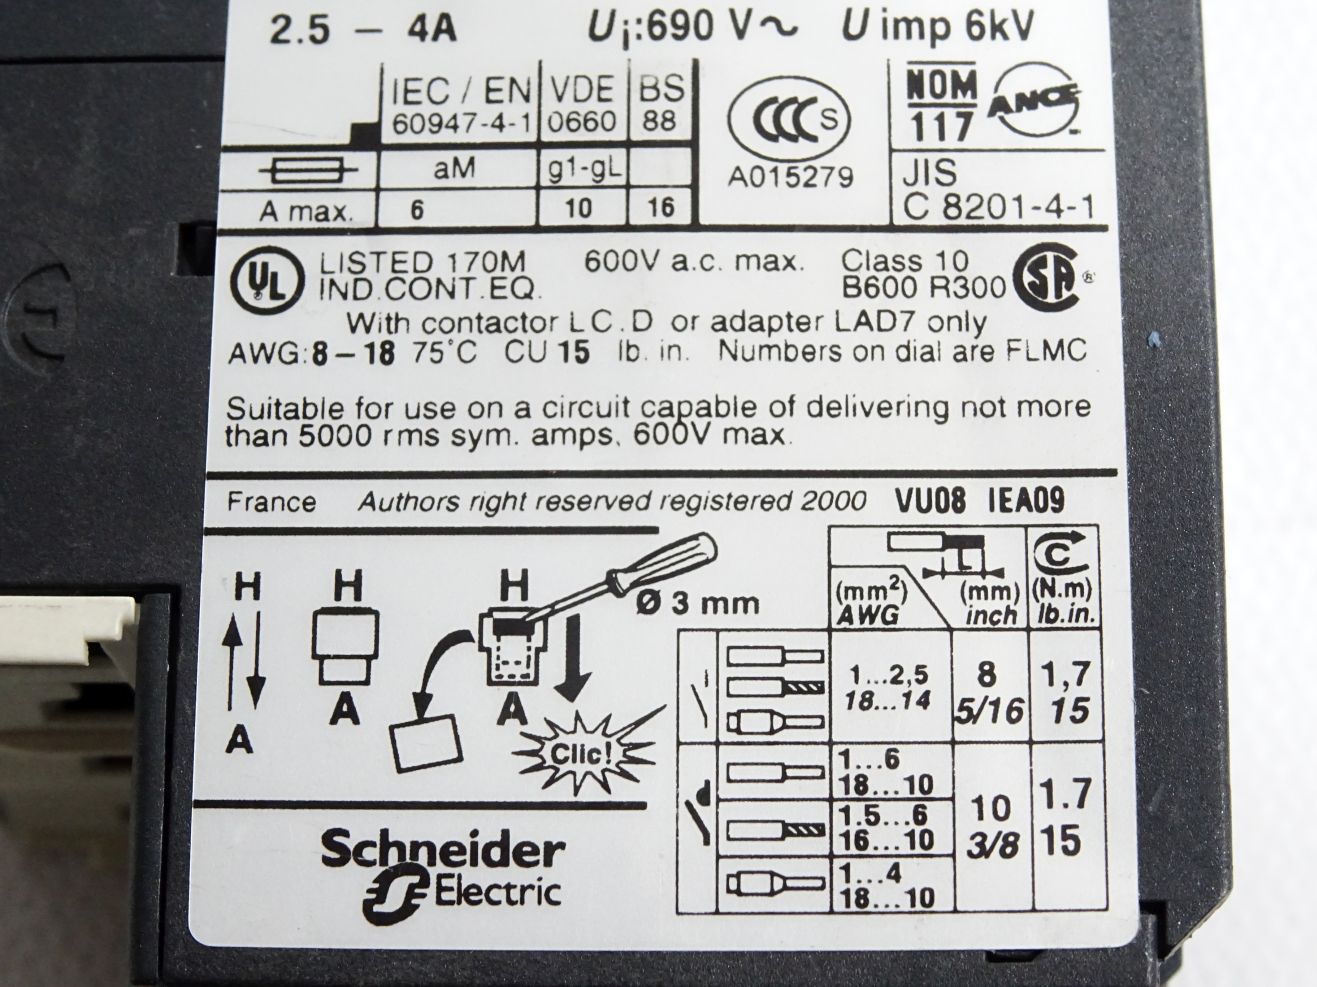 2.5 – 4A Ui:690 V~ U imp 6kV
IEC / EN VDE BS
60947-4-1 0660 88
aM g1-gL
A max. 6 10 16
CCC S
A015279
NOM
117
ANCE
JIS
C 8201-4-1
UL LISTED 170M 600V a.c. max. Class 10
IND.CONT.EQ. B600 R300 SA ®
With contactor LC.D or adapter LAD7 only
AWG:8–18 75°C CU 15 lb. in. Numbers on dial are FLMC
Suitable for use on a circuit capable of delivering not more
than 5000 rms sym. amps, 600V max.
France Authors right reserved registered 2000 VU08 IEA09
H H H
Ø 3 mm
A A A
Clic!
L C
(mm²) (mm) (N.m)
AWG inch lb.in.
1...2,5 8 1,7
18...14 5/16 15
1...6
18...10
1.5...6 10 1.7
16...10 3/8 15
1...4
18...10
Schneider
Electric